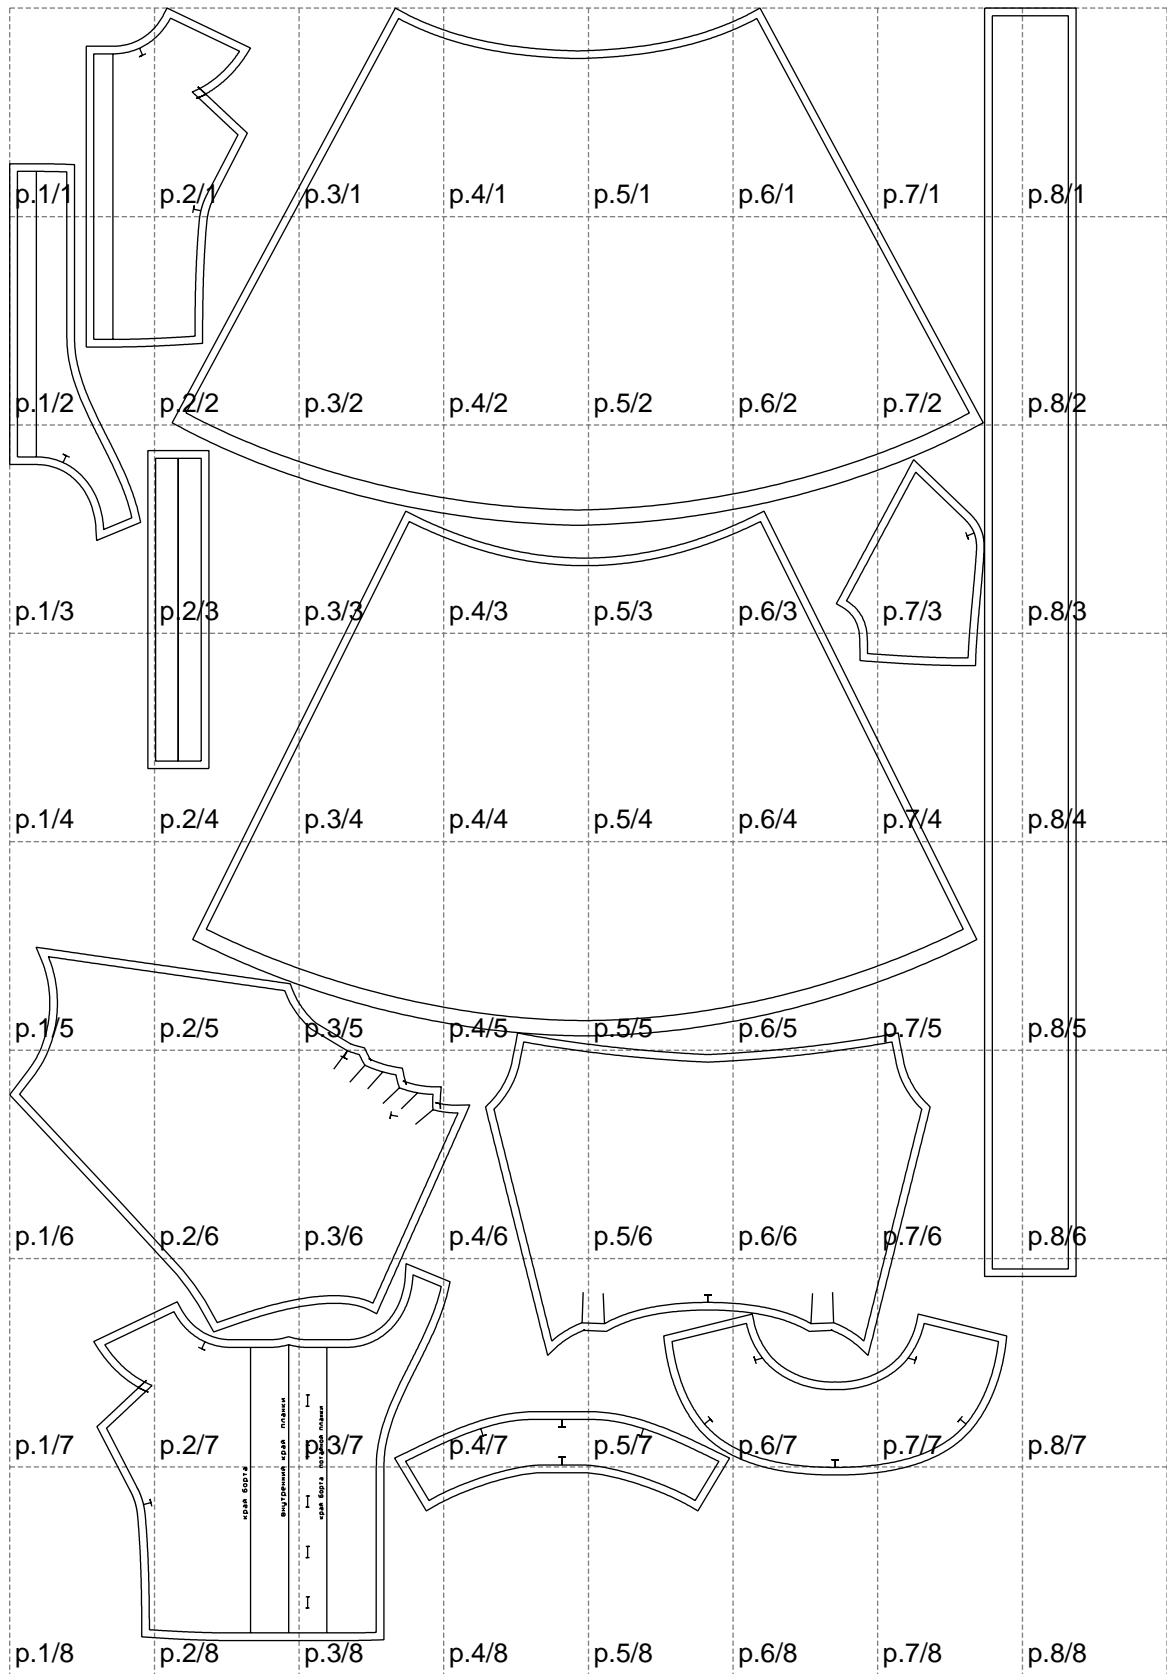 p.1/1 p.2/1 p.3/1 p.4/1 p.5/1 p.6/1 p.7/1 p.8/1
p.1/2 p.2/2 p.3/2 p.4/2 p.5/2 p.6/2 p.7/2 p.8/2
p.1/3 p.2/3 p.3/3 p.4/3 p.5/3 p.6/3 p.7/3 p.8/3
p.1/4 p.2/4 p.3/4 p.4/4 p.5/4 p.6/4 p.7/4 p.8/4
p.1/5 p.2/5 p.3/5 p.4/5 p.5/5 p.6/5 p.7/5 p.8/5
p.1/6 p.2/6 p.3/6 p.4/6 p.5/6 p.6/6 p.7/6 p.8/6
p.1/7 p.2/7 p.3/7 p.4/7 p.5/7 p.6/7 p.7/7 p.8/7
край борта
внутренний край планки
край борта потайной планки
p.1/8 p.2/8 p.3/8 p.4/8 p.5/8 p.6/8 p.7/8 p.8/8